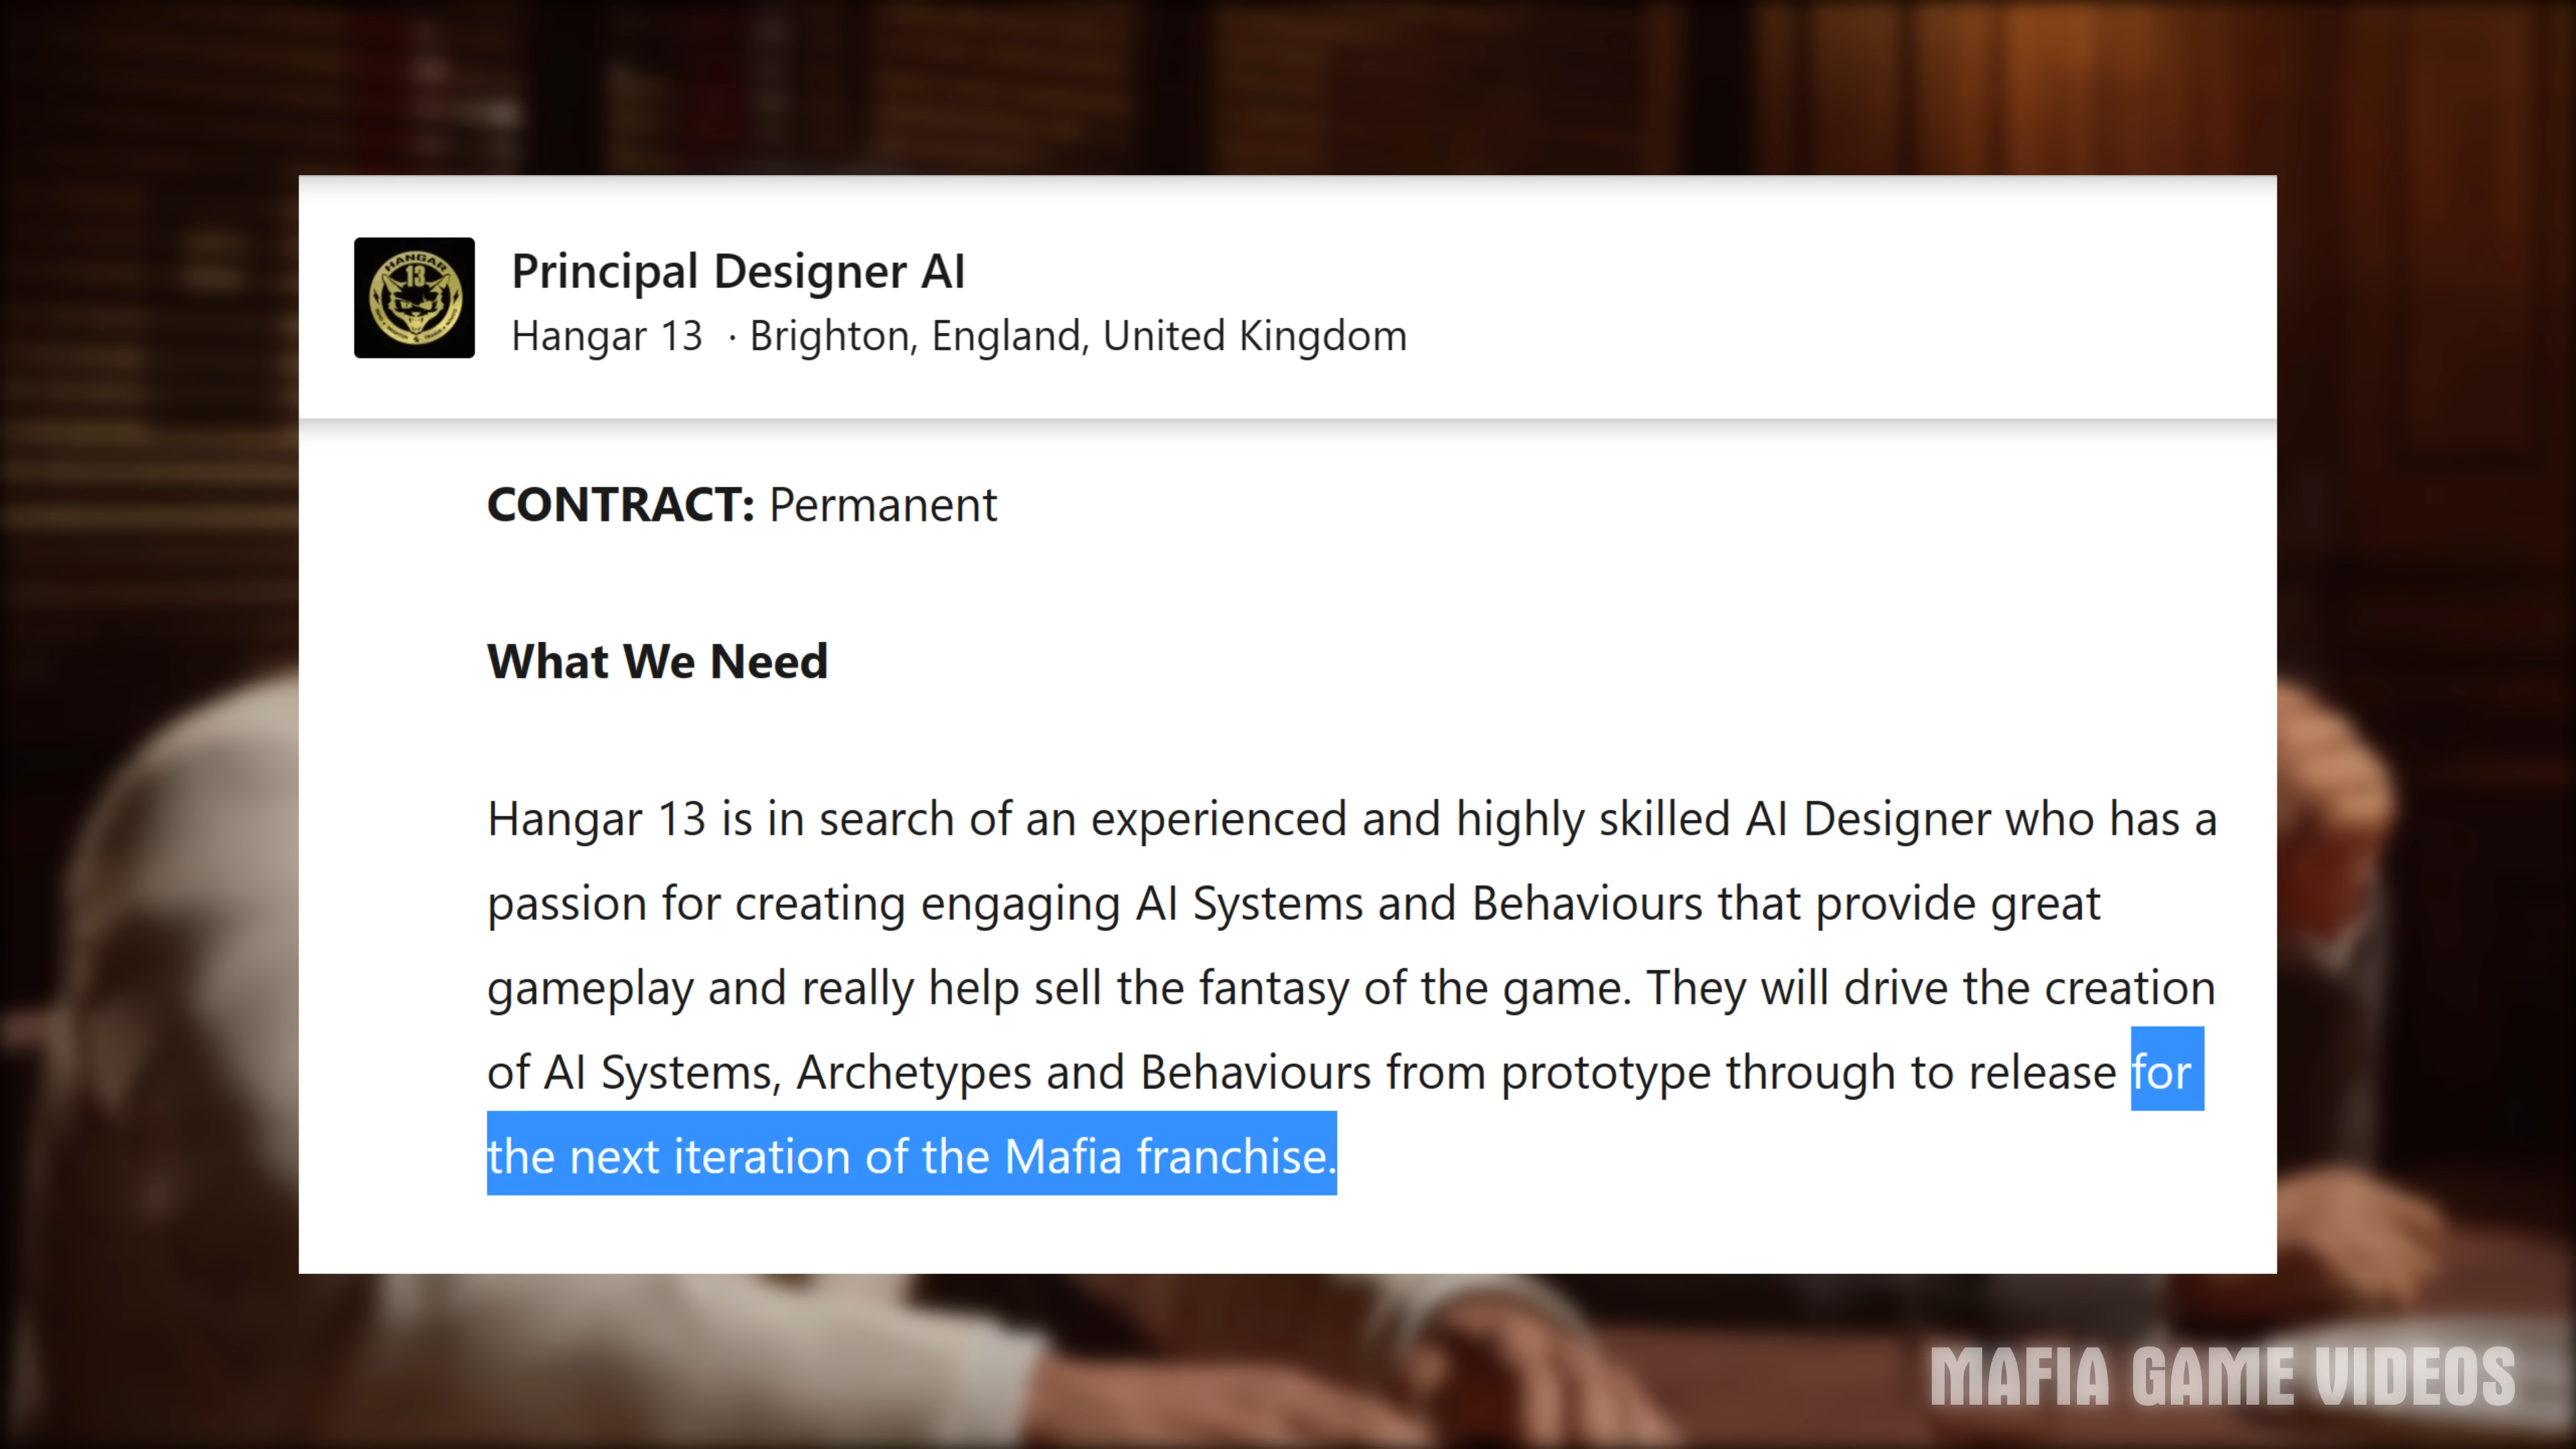 HANGAR
13
Principal Designer AI
Hangar 13 · Brighton, England, United Kingdom
CONTRACT: Permanent
What We Need
Hangar 13 is in search of an experienced and highly skilled AI Designer who has a
passion for creating engaging AI Systems and Behaviours that provide great
gameplay and really help sell the fantasy of the game. They will drive the creation
of AI Systems, Archetypes and Behaviours from prototype through to release for
the next iteration of the Mafia franchise.
MAFIA GAME VIDEOS